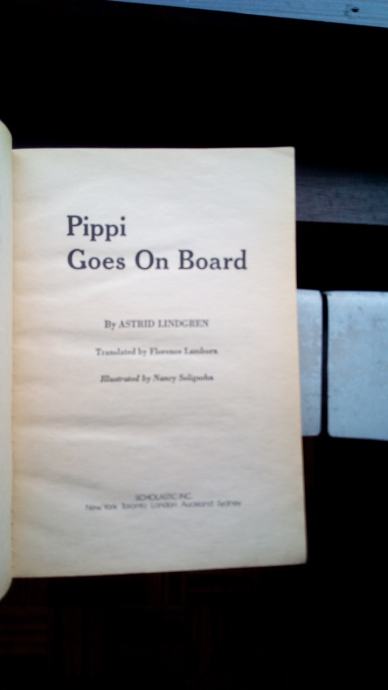 Pippi
Goes On Board
By ASTRID LINDGREN
Translated by Florence Lamborn
Illustrated by Nancy Seligsohn
SCHOLASTIC INC.
New York Toronto London Auckland Sydney